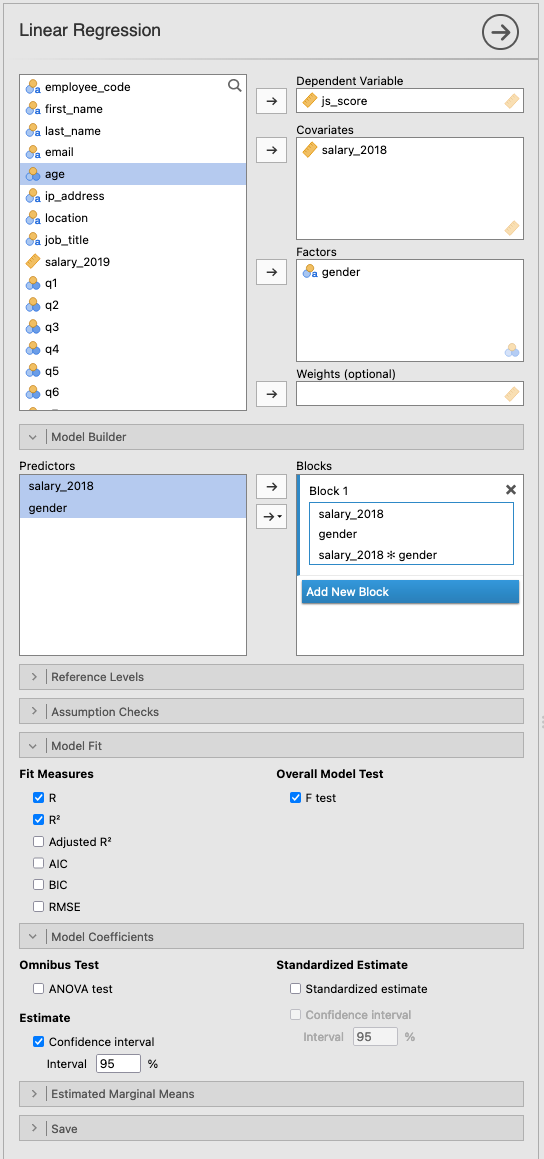 Linear Regression
employee_code
first_name
last_name
email
age
ip_address
location
job_title
salary_2019
q1
q2
q3
q4
q5
q6
Dependent Variable
js_score
Covariates
salary_2018
Factors
gender
Weights (optional)
Model Builder
Predictors
salary_2018
gender
Blocks
Block 1
salary_2018
gender
salary_2018 ✻ gender
Add New Block
Reference Levels
Assumption Checks
Model Fit
Fit Measures
R
R²
Adjusted R²
AIC
BIC
RMSE
Overall Model Test
F test
Model Coefficients
Omnibus Test
ANOVA test
Estimate
Confidence interval
Interval 95 %
Standardized Estimate
Standardized estimate
Confidence interval
Interval 95 %
Estimated Marginal Means
Save